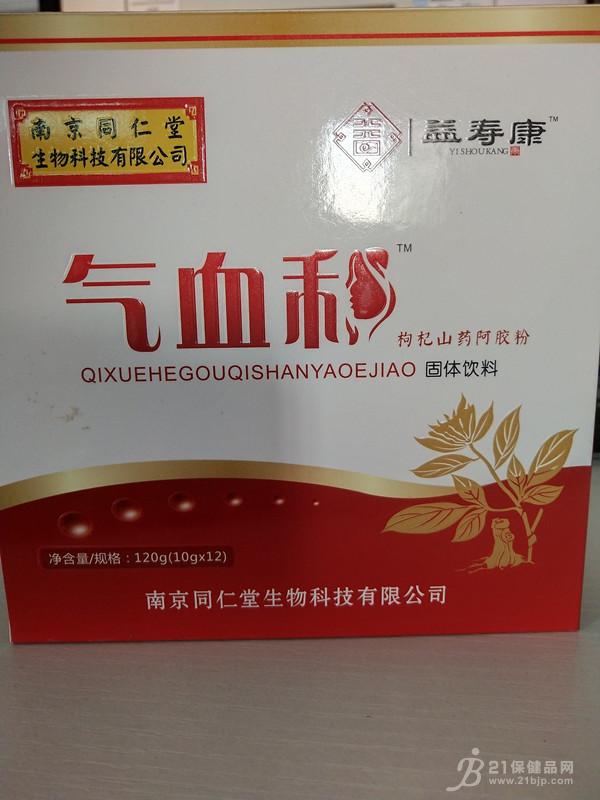 南京同仁堂
生物科技有限公司
益寿康™
YISHOUKANG
气血和™
枸杞山药阿胶粉
QIXUEHEGOUQISHANYAOEJIAO 固体饮料
净含量/规格：120g(10gx12)
南京同仁堂生物科技有限公司
21保健品网
www.21bjp.com